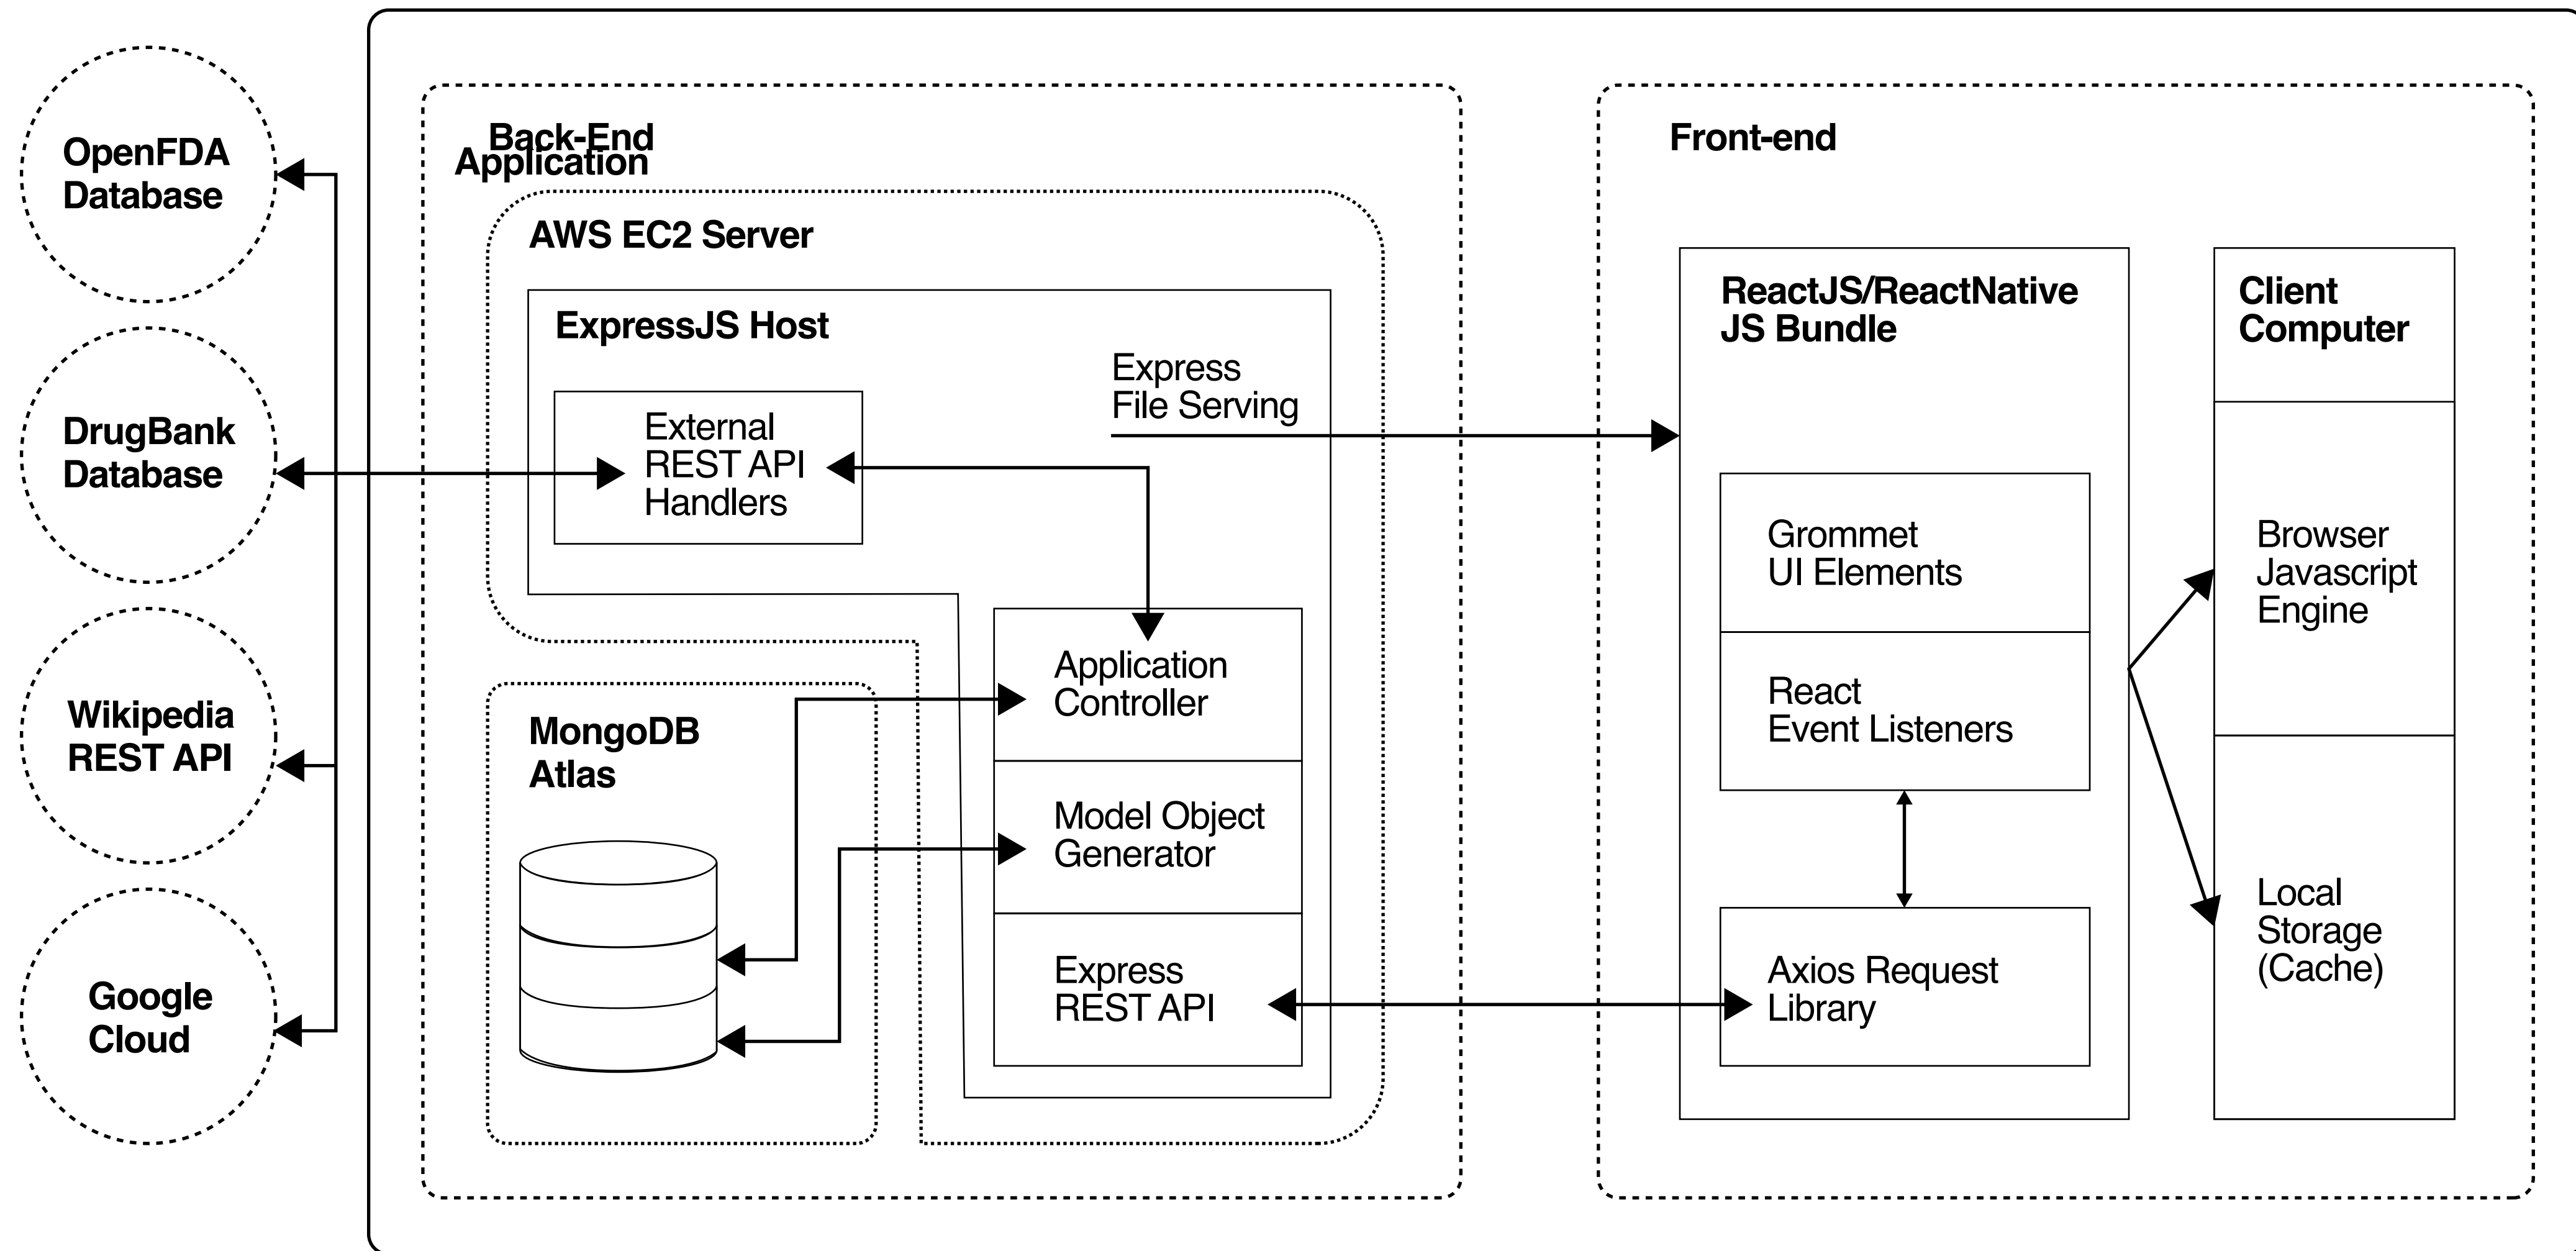 OpenFDA
Database
DrugBank
Database
Wikipedia
REST API
Google
Cloud
Back-End
Application
AWS EC2 Server
ExpressJS Host
External
REST API
Handlers
Express
File Serving
Application
Controller
Model Object
Generator
Express
REST API
MongoDB
Atlas
Front-end
ReactJS/ReactNative
JS Bundle
Grommet
UI Elements
React
Event Listeners
Axios Request
Library
Client
Computer
Browser
Javascript
Engine
Local
Storage
(Cache)